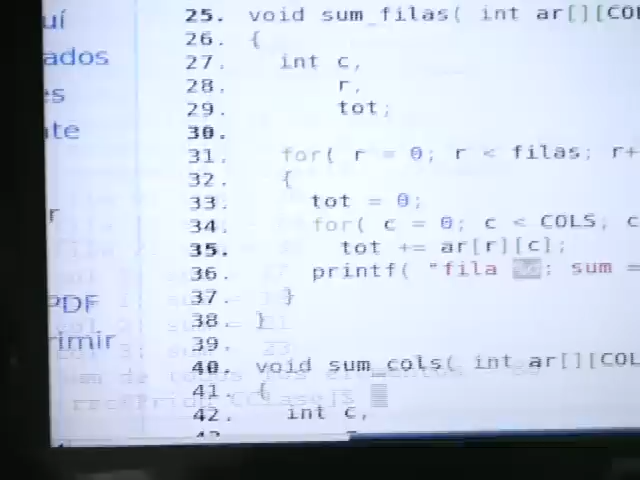 uí
ados
es
te
r
PDF
rimir
25. void sum_filas( int ar[][COL
26. {
27. int c,
28. r,
29. tot;
30.
31. for( r = 0; r < filas; r+
32. {
33. tot = 0;
34. for( c = 0; c < COLS; c
35. tot += ar[r][c];
36. printf( "fila : sum =
37. }
38. }
39.
40. void sum_cols( int ar[][COL
41. {
42. int c,